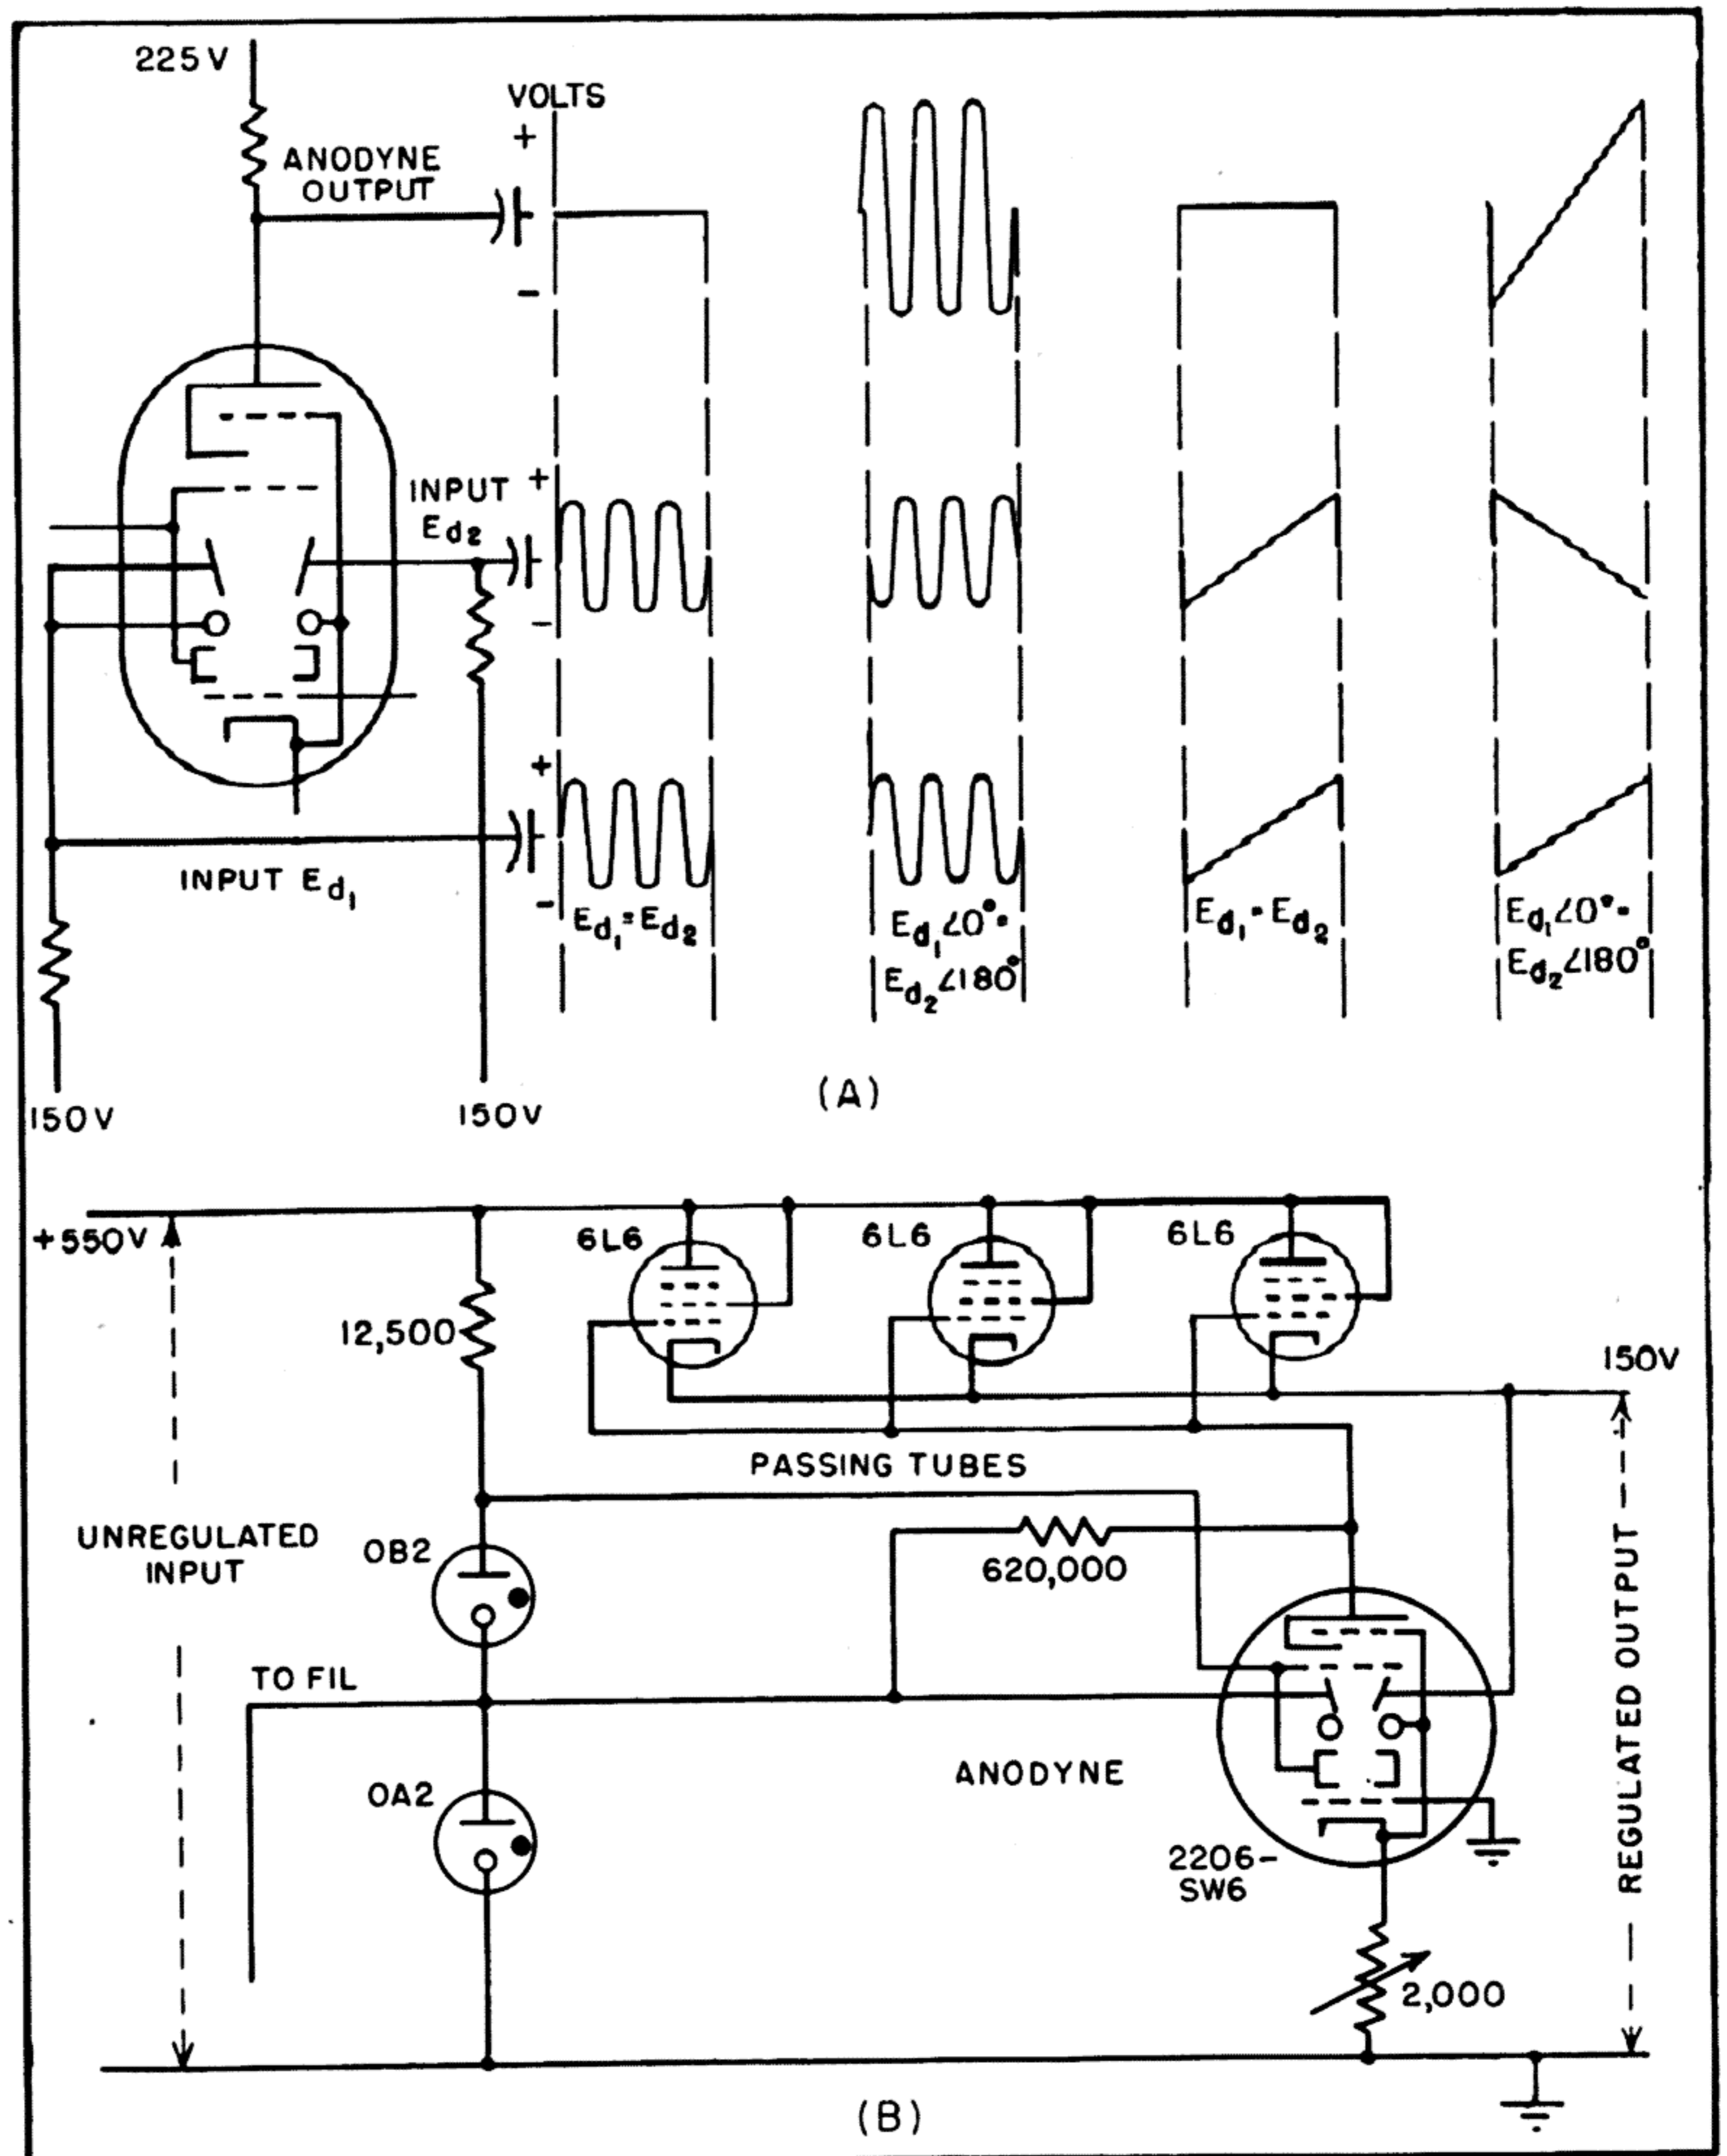 225V
VOLTS
+
ANODYNE
OUTPUT
-
INPUT
Ed2
+
-
+
INPUT Ed1
-
Ed1=Ed2
Ed1∠0°=
Ed2∠180°
Ed1=Ed2
Ed1∠0°=
Ed2∠180°
150V
150V
(A)
+550V
6L6
6L6
6L6
12,500
150V
PASSING TUBES
UNREGULATED
INPUT
OB2
620,000
TO FIL
ANODYNE
OA2
2206-
SW6
2,000
REGULATED OUTPUT
(B)